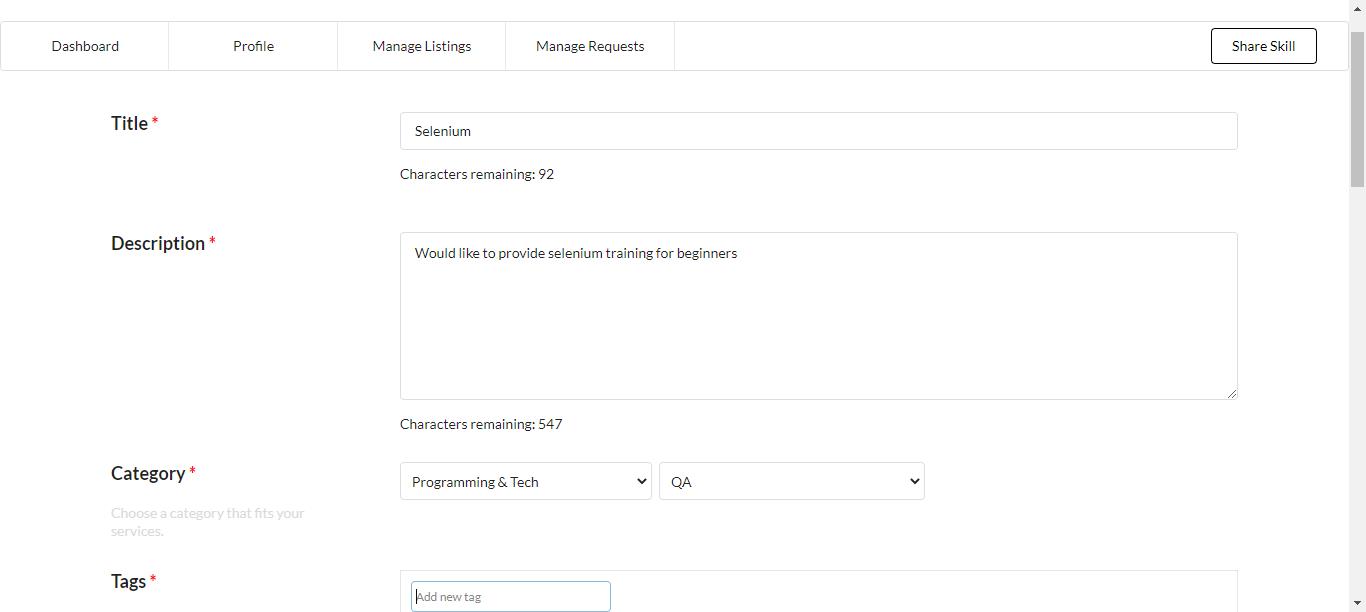 Dashboard Profile Manage Listings Manage Requests Share Skill
Title *
Selenium
Characters remaining: 92
Description *
Would like to provide selenium training for beginners
Characters remaining: 547
Category *
Programming & Tech QA
Choose a category that fits your
services.
Tags *
Add new tag